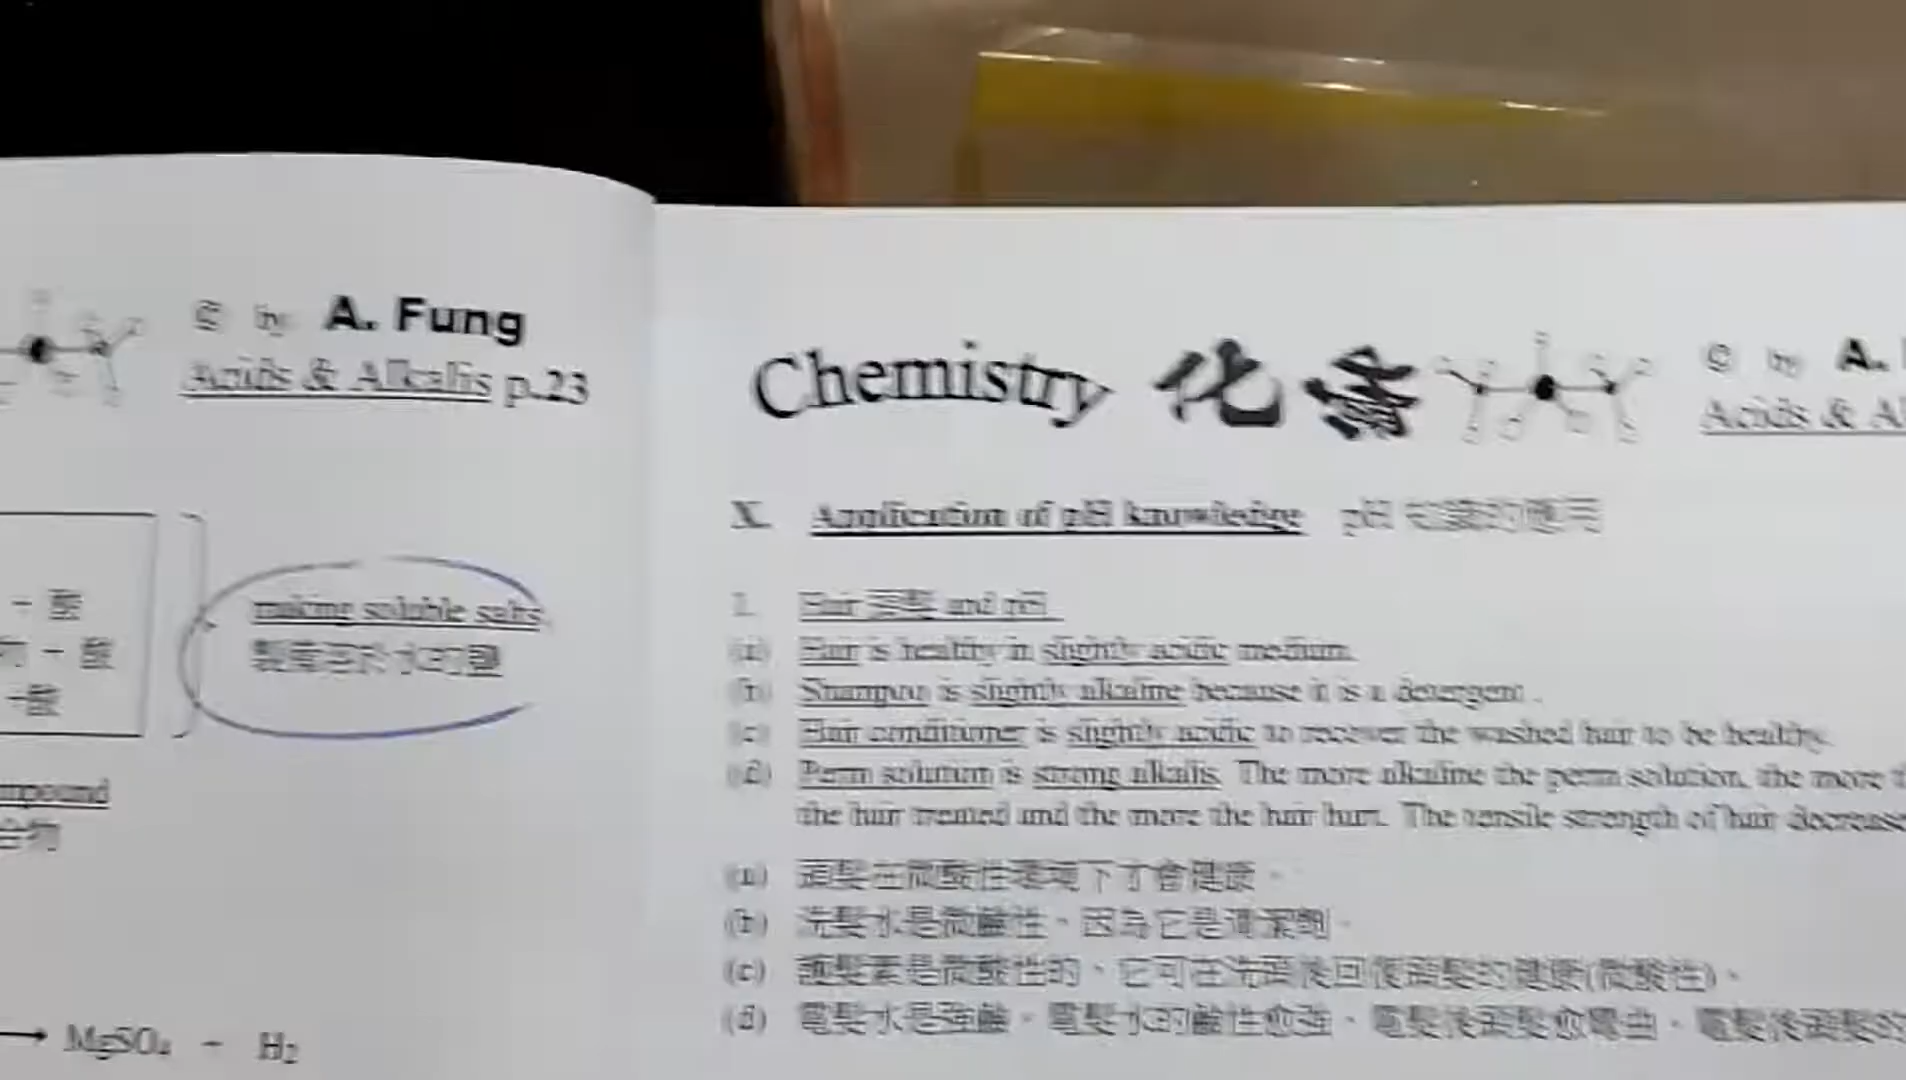 © by A. Fung
Acids & Alkalis p.23
- 酸
- 酸
+酸
making soluble salts
製備溶於水的鹽
mpound
合物
→ MgSO₄ + H₂
Chemistry 化學
© by A.
Acids & Al
X. Application of pH knowledge pH 知識的應用
1. Hair 頭髮 and pH
(a) Hair is healthy in slightly acidic medium.
(b) Shampoo is slightly alkaline because it is a detergent.
(c) Hair conditioner is slightly acidic to recover the washed hair to be healthy.
(d) Perm solution is strong alkalis. The more alkaline the perm solution, the more
the hair treated and the more the hair hurt. The tensile strength of hair decrease
(a) 頭髮在微酸性環境下才會健康。
(b) 洗髮水是微鹼性、因為它是清潔劑。
(c) 護髮素是微酸性的、它可在洗頭後回復頭髮的健康(微酸性)。
(d) 電髮水是強鹼。電髮水的鹼性愈強、電髮後頭髮愈彎曲、電髮後頭髮的